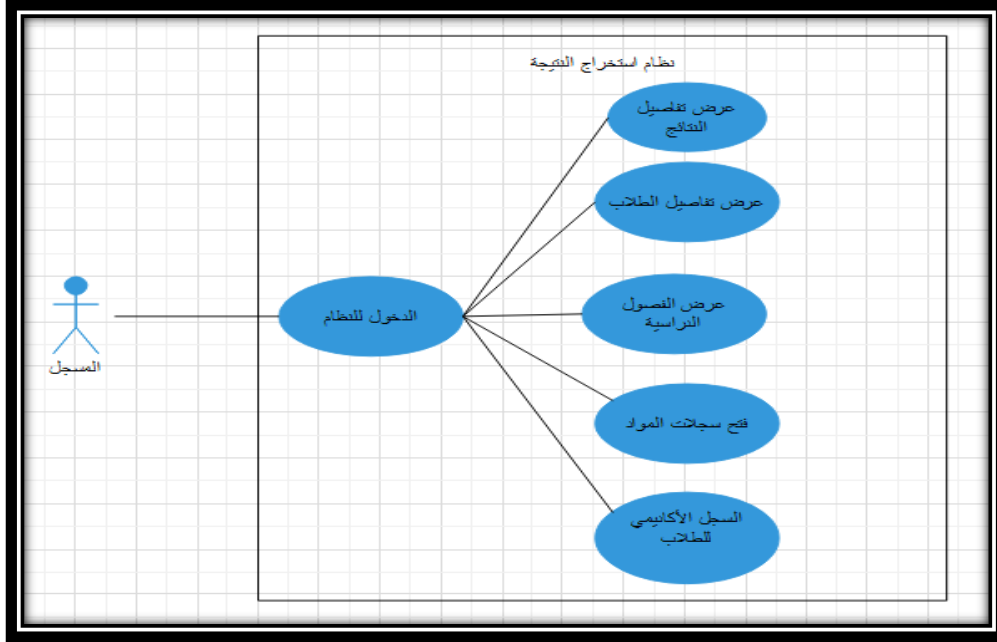 نظام استخراج النتيجة
عرض تفاصيل
النتائج
عرض تفاصيل الطلاب
عرض الفصول
الدراسية
الدخول للنظام
المسجل
فتح سجلات المواد
السجل الأكاديمي
للطلاب